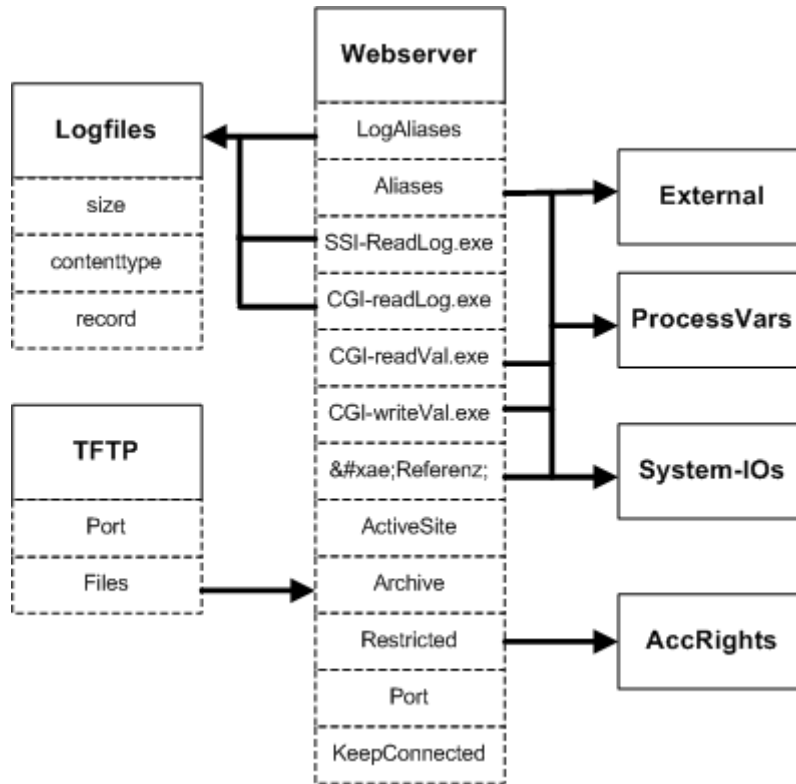 Webserver
LogAliases
Aliases
SSI-ReadLog.exe
CGI-readLog.exe
CGI-readVal.exe
CGI-writeVal.exe
&#xae;Referenz;
ActiveSite
Archive
Restricted
Port
KeepConnected
Logfiles
size
contenttype
record
TFTP
Port
Files
External
ProcessVars
System-IOs
AccRights